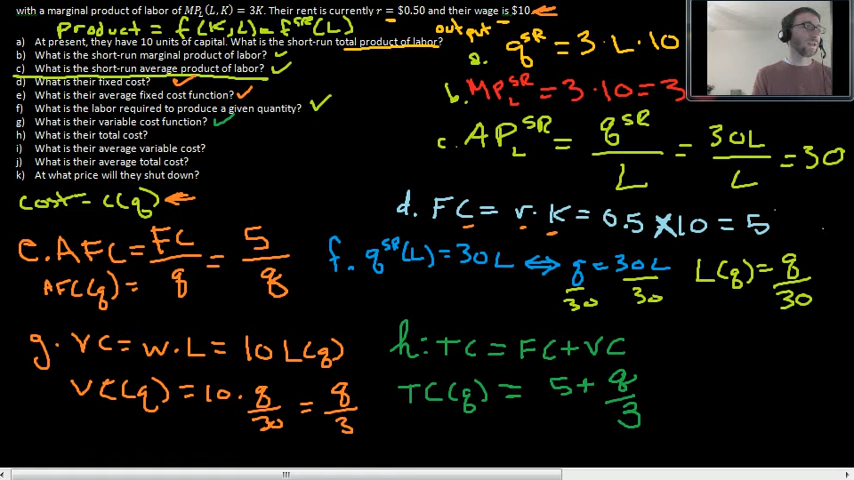 with a marginal product of labor of MP_L(L,K) = 3K. Their rent is currently r = $0.50 and their wage is $10.
Product = f(K,L) = f^SR(L)
a) At present, they have 10 units of capital. What is the short-run total product of labor?
b) What is the short-run marginal product of labor?
c) What is the short-run average product of labor?
d) What is their fixed cost?
e) What is their average fixed cost function?
f) What is the labor required to produce a given quantity?
g) What is their variable cost function?
h) What is their total cost?
i) What is their average variable cost?
j) What is their average total cost?
k) At what price will they shut down?
output
a. q^SR = 3·L·10
b. MP_L^SR = 3·10 = 3
c. AP_L^SR = q^SR/L = 30L/L = 30
cost = C(q)
d. FC = r·K = 0.5×10 = 5
e. AFC = FC/q = 5/q
AFC(q) =
f. q^SR(L) = 30L ⇔ q/30 = 30L/30 L(q) = q/30
g. VC = w.L = 10 L(q)
VC(q) = 10·q/30 = q/3
h: TC = FC+VC
TC(q) = 5+q/3